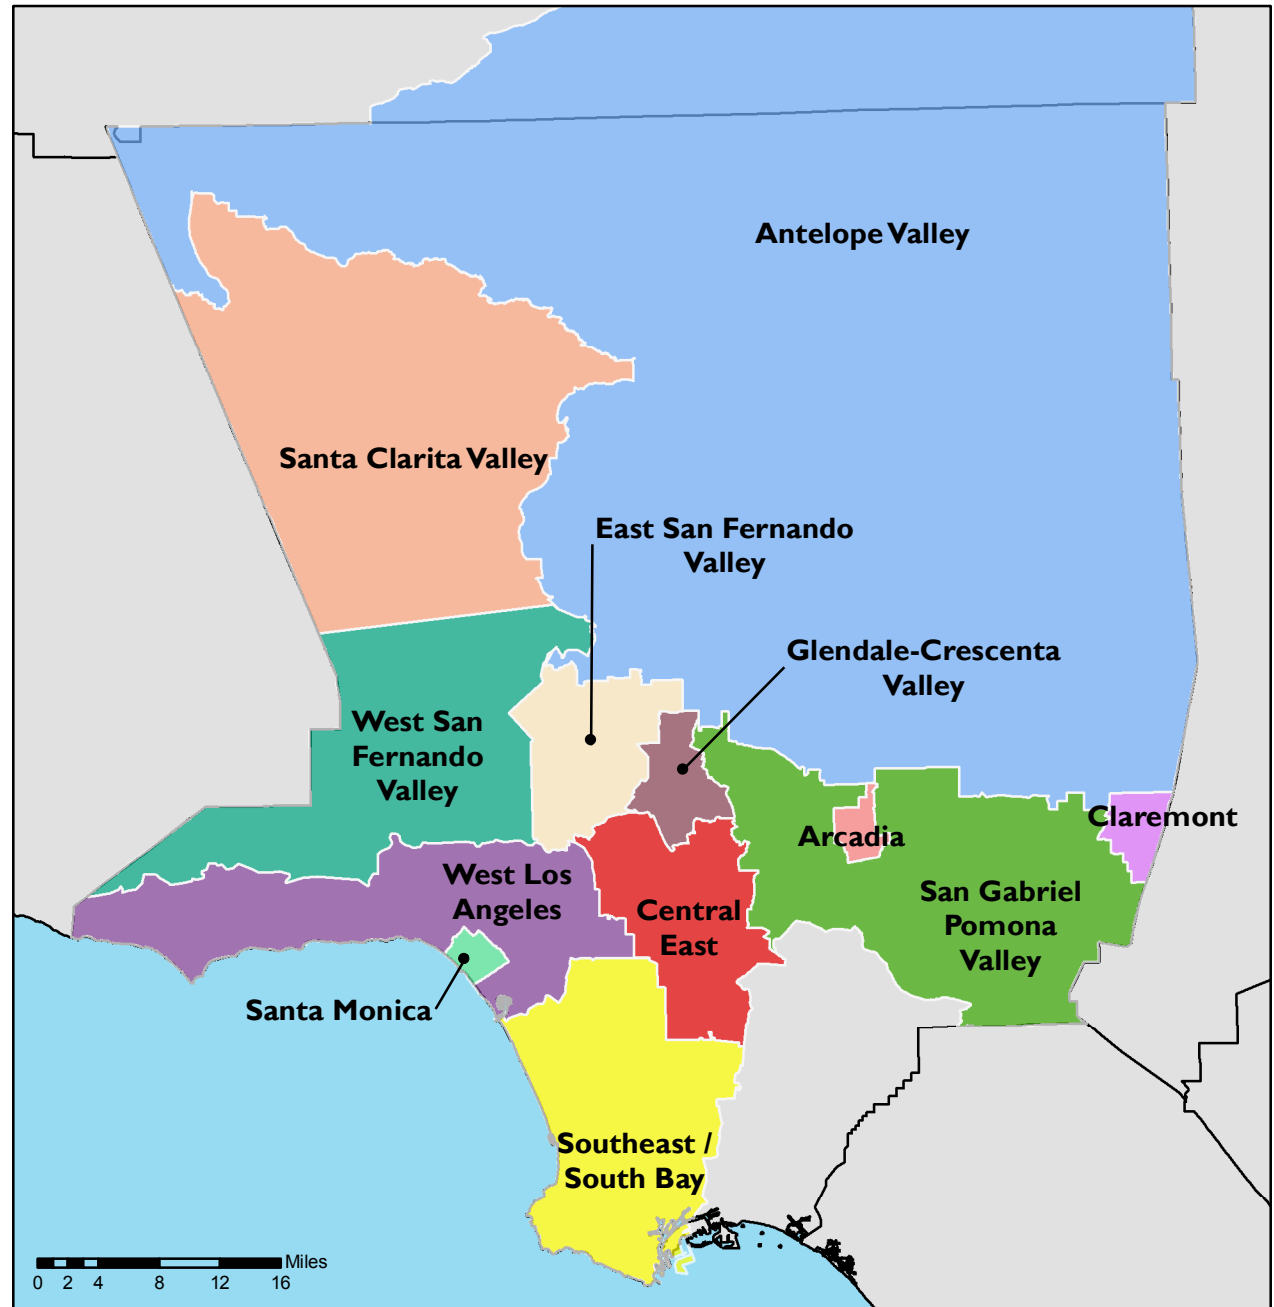 Antelope Valley
Santa Clarita Valley
East San Fernando
Valley
Glendale-Crescenta
Valley
West San
Fernando
Valley
Claremont
Arcadia
West Los
Angeles
San Gabriel
Pomona
Valley
Central
East
Santa Monica
Southeast /
South Bay
Miles
0 2 4 8 12 16